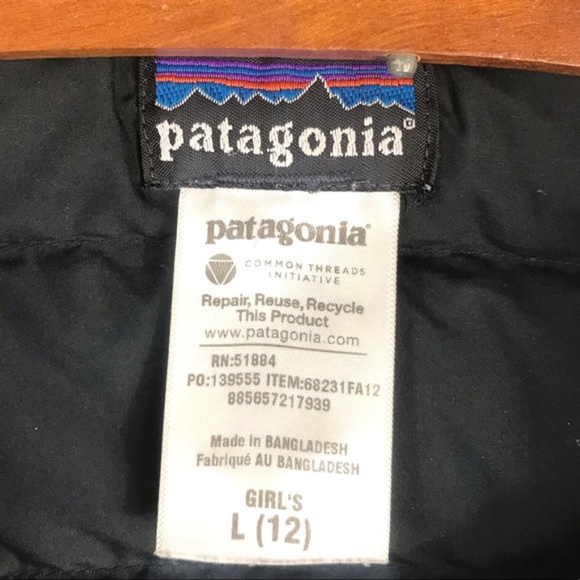 patagonia®
patagonia®
COMMON THREADS
INITIATIVE
Repair, Reuse, Recycle
This Product
www.patagonia.com
RN:51884
PO:139555 ITEM:68231FA12
885657217939
Made in BANGLADESH
Fabriqué AU BANGLADESH
GIRL'S
L (12)